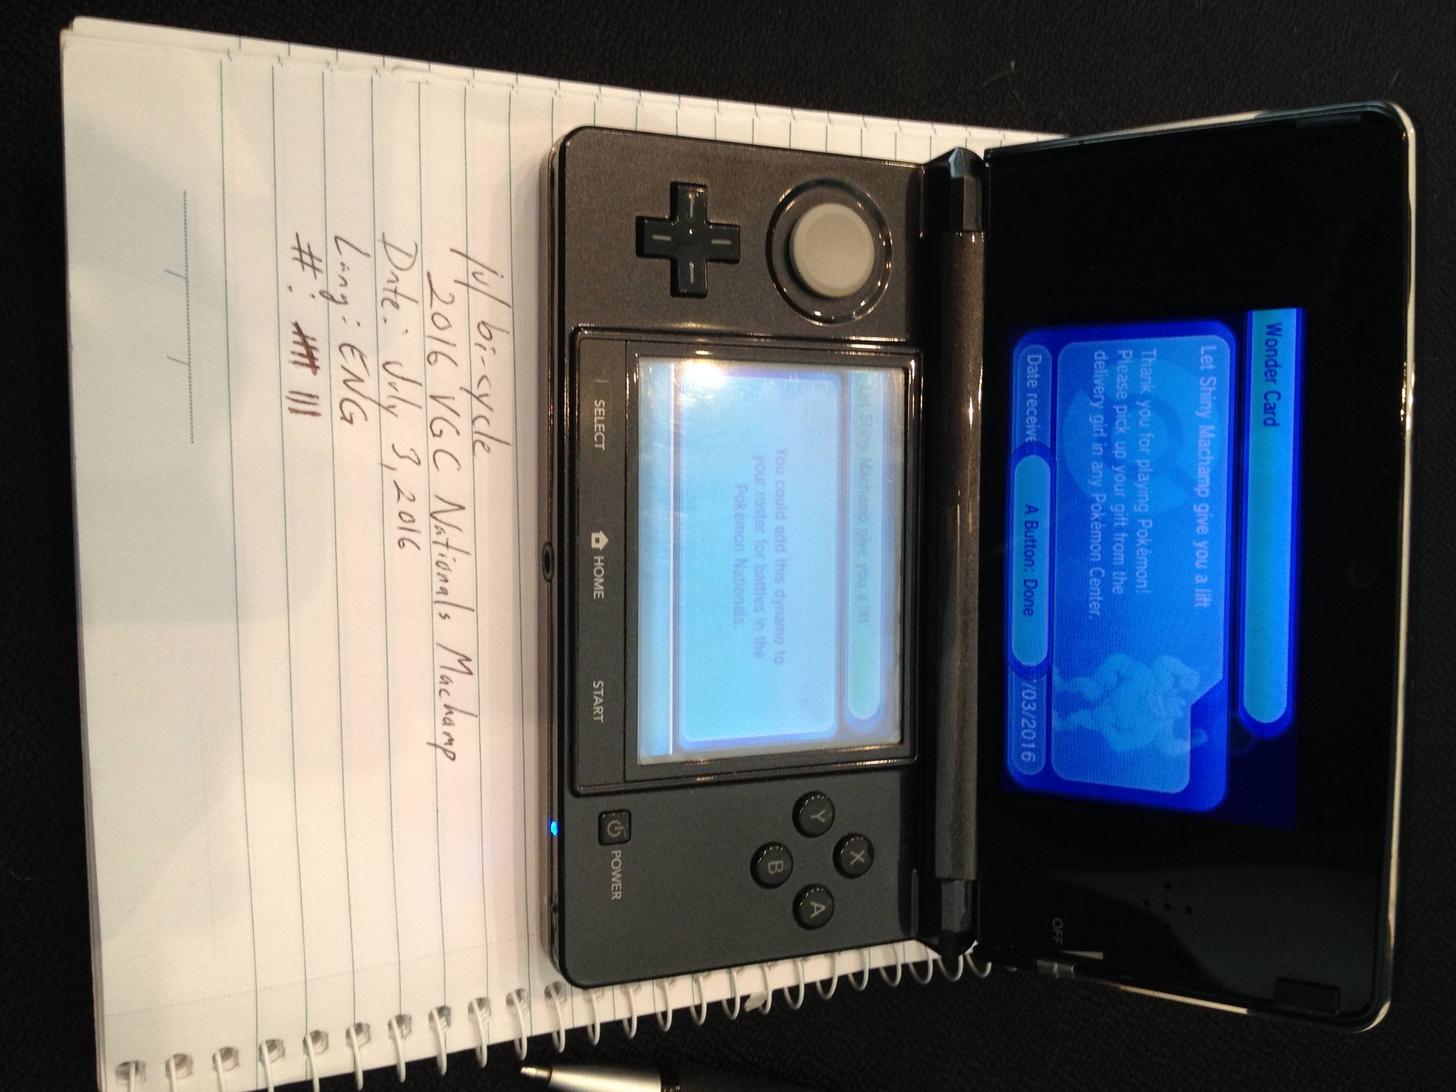 Wonder Card
Let Shiny Machamp give you a lift
Thank you for playing Pokémon!
Please pick up your gift from the
delivery girl in any Pokémon Center.
Date receive
A Button: Done
/03/2016
OFF
Let Shiny Machamp give you a lift
You could add this dynamo to
your roster for battles in the
Pokémon Nationals.
X
Y
A
B
SELECT
HOME
START
POWER
/u/ bi-cycle
2016 VGC Nationals Machamp
Date: July 3, 2016
Lang: ENG
#: 卌 III